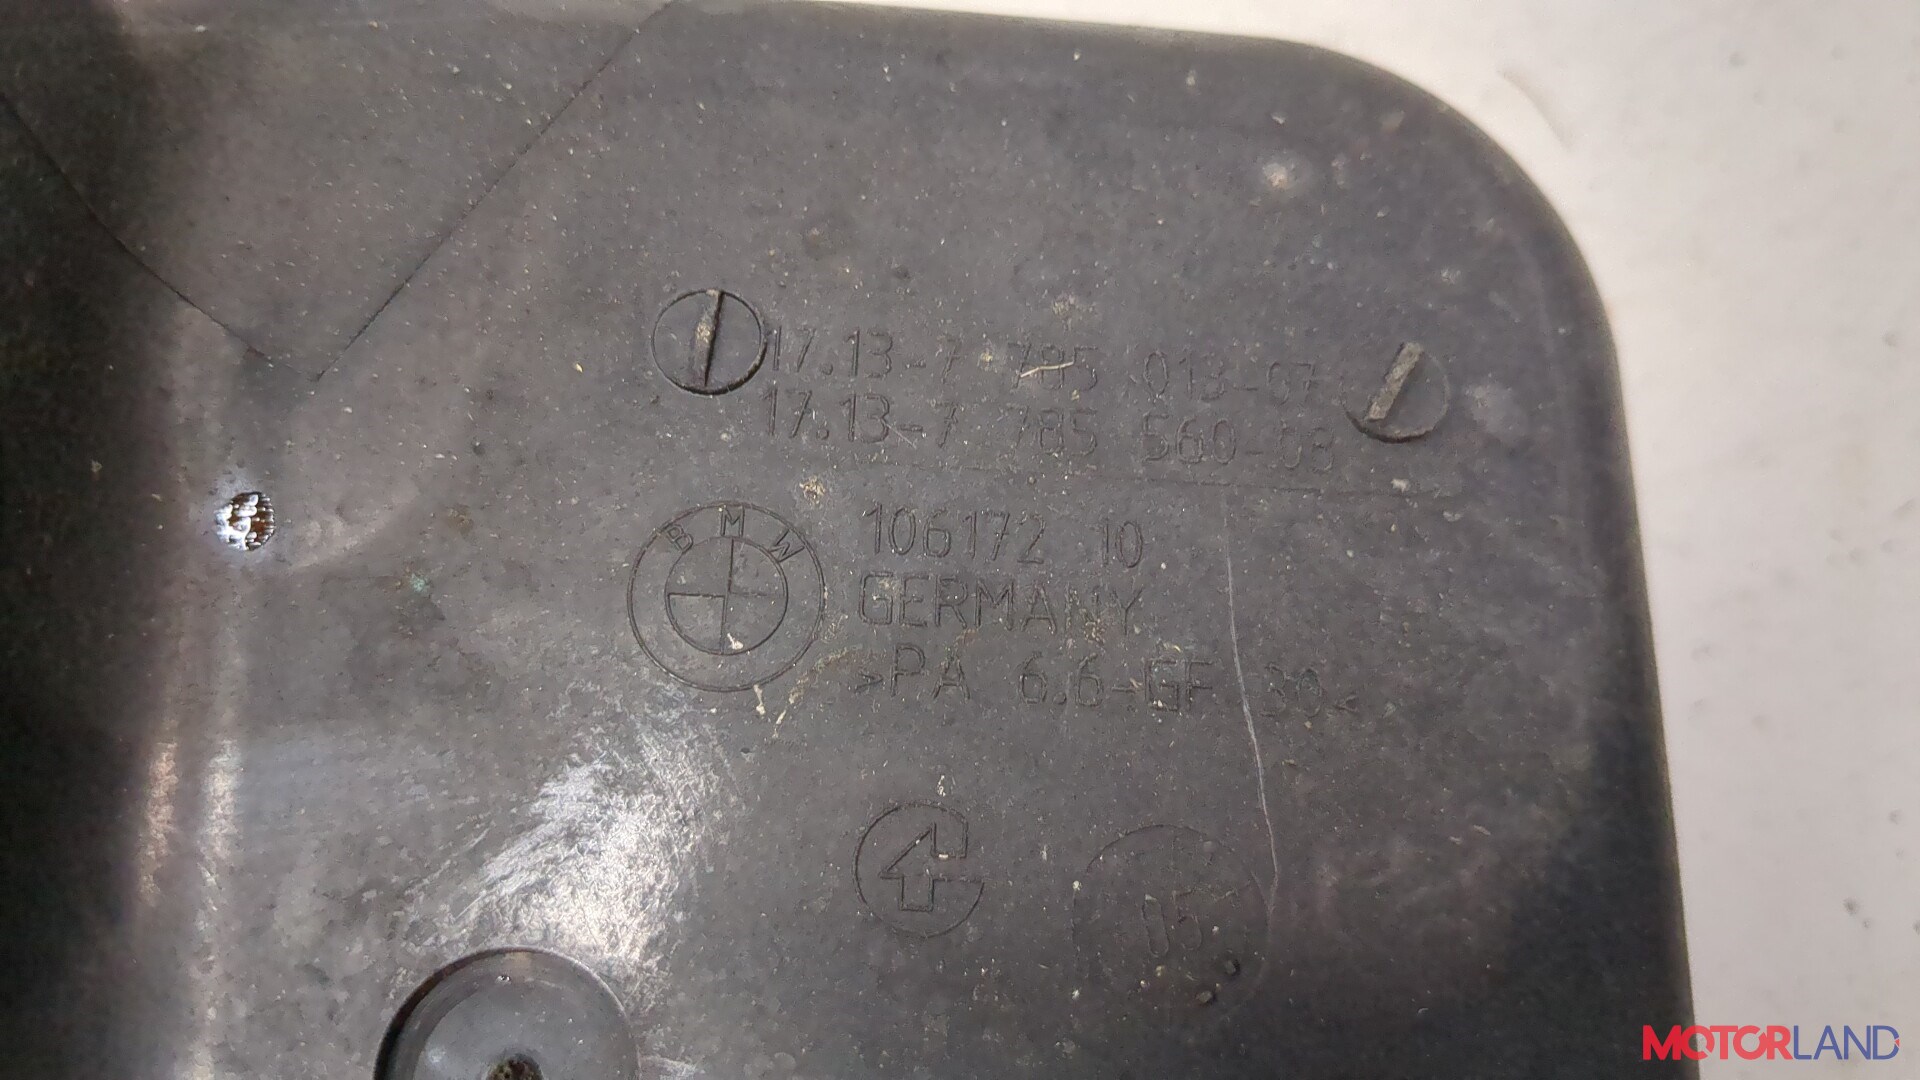 17.13-7 785 013-07
17.13-7 785 560-03
BMW
106172 10
GERMANY
>PA 6.6-GF 30<
05
MOTORLAND